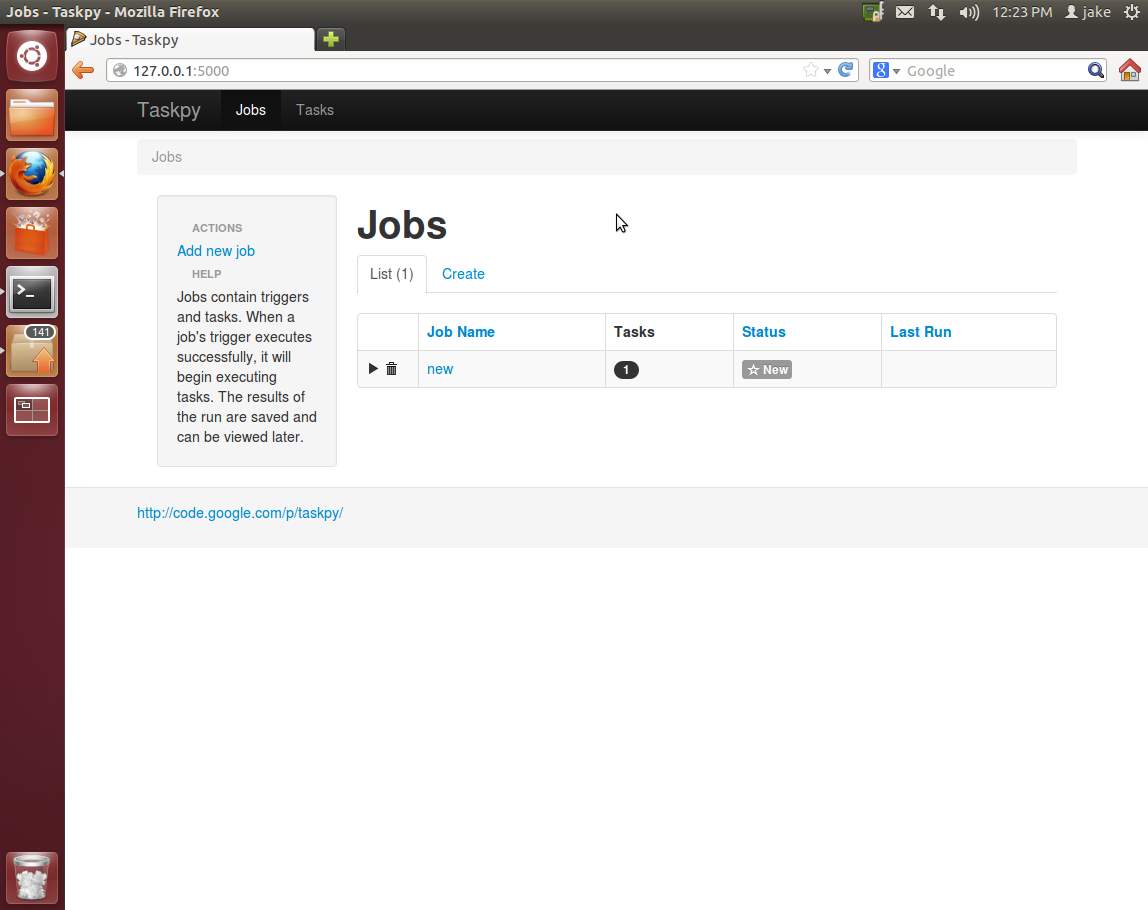 Jobs - Taskpy - Mozilla Firefox
12:23 PM jake
Jobs - Taskpy
127.0.0.1:5000
8 Google
Taskpy Jobs Tasks
Jobs
ACTIONS
Add new job
HELP
Jobs contain triggers
and tasks. When a
job's trigger executes
successfully, it will
begin executing
tasks. The results of
the run are saved and
can be viewed later.
Jobs
List (1) Create
Job Name Tasks Status Last Run
new 1 New
http://code.google.com/p/taskpy/
>_
141